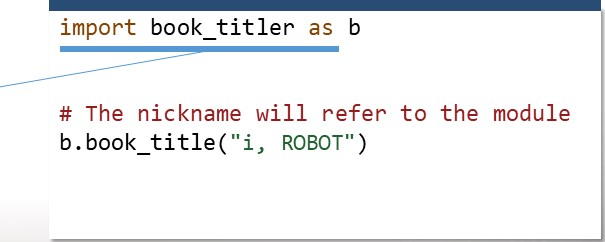 import book_titler as b
# The nickname will refer to the module
b.book_title("i, ROBOT")